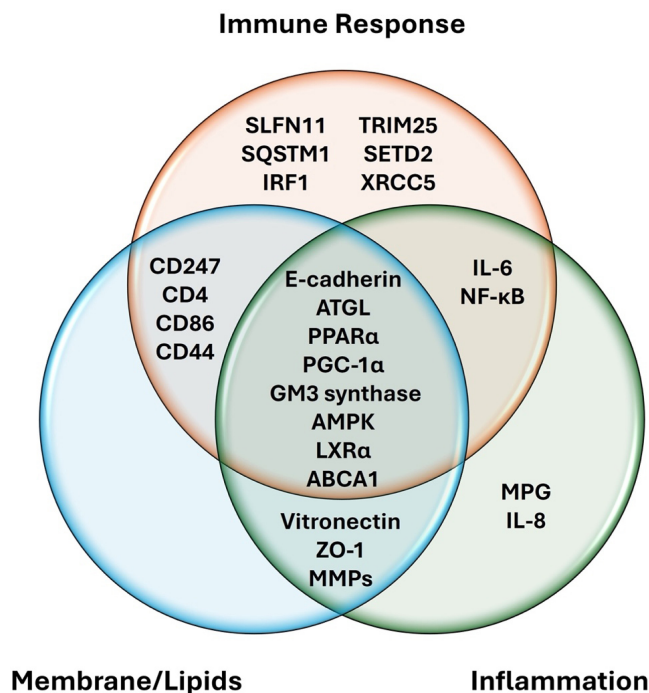 Immune Response
SLFN11 TRIM25
SQSTM1 SETD2
IRF1 XRCC5
CD247
CD4
CD86
CD44
E-cadherin
ATGL
PPARα
PGC-1α
GM3 synthase
AMPK
LXRα
ABCA1
IL-6
NF-κB
Vitronectin
ZO-1
MMPs
MPG
IL-8
Membrane/Lipids
Inflammation